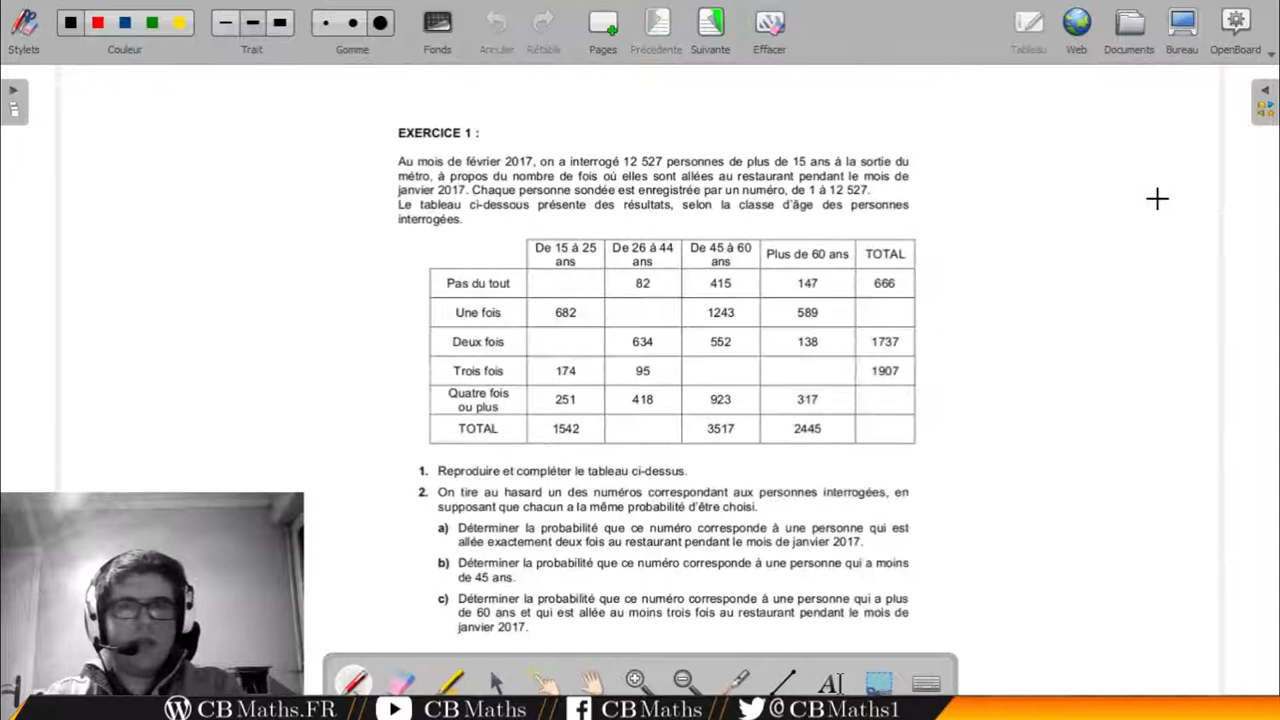 Stylets Couleur Trait Gomme Fonds Annuler Rétablir Pages Précédente Suivante Effacer Tableau Web Documents Bureau OpenBoard
EXERCICE 1 :
Au mois de février 2017, on a interrogé 12 527 personnes de plus de 15 ans à la sortie du
métro, à propos du nombre de fois où elles sont allées au restaurant pendant le mois de
janvier 2017. Chaque personne sondée est enregistrée par un numéro, de 1 à 12 527.
Le tableau ci-dessous présente des résultats, selon la classe d'âge des personnes
interrogées.
De 15 à 25 ans De 26 à 44 ans De 45 à 60 ans Plus de 60 ans TOTAL
Pas du tout 82 415 147 666
Une fois 682 1243 589
Deux fois 634 552 138 1737
Trois fois 174 95 1907
Quatre fois ou plus 251 418 923 317
TOTAL 1542 3517 2445
1. Reproduire et compléter le tableau ci-dessus.
2. On tire au hasard un des numéros correspondant aux personnes interrogées, en
supposant que chacun a la même probabilité d'être choisi.
a) Déterminer la probabilité que ce numéro corresponde à une personne qui est
allée exactement deux fois au restaurant pendant le mois de janvier 2017.
b) Déterminer la probabilité que ce numéro corresponde à une personne qui a moins
de 45 ans.
c) Déterminer la probabilité que ce numéro corresponde à une personne qui a plus
de 60 ans et qui est allée au moins trois fois au restaurant pendant le mois de
janvier 2017.
AI
CBMaths.FR // CBMaths // CBMaths // @CBMaths1